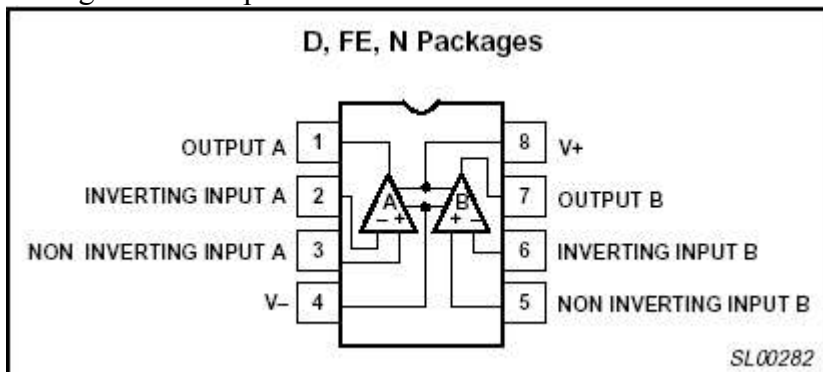 D, FE, N Packages
OUTPUT A 1
8 V+
INVERTING INPUT A 2
7 OUTPUT B
NON INVERTING INPUT A 3
6 INVERTING INPUT B
V– 4
5 NON INVERTING INPUT B
A
– +
B
+ –
SL00282